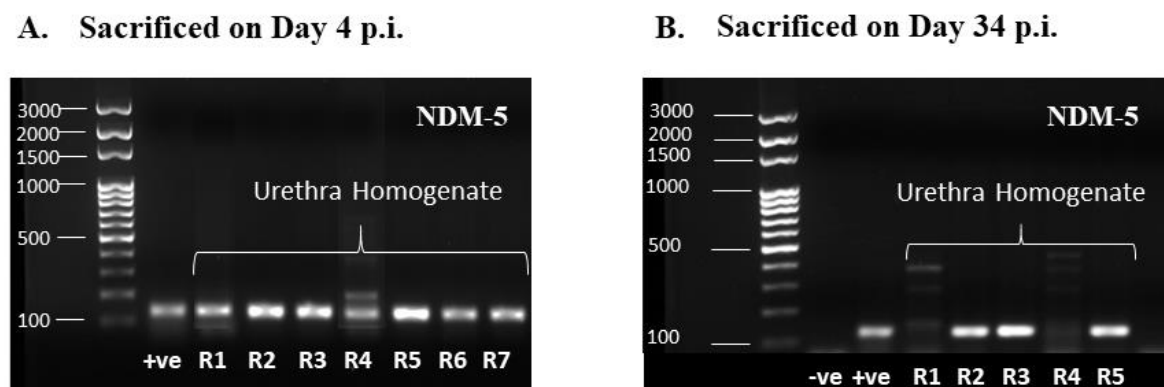 A. Sacrificed on Day 4 p.i.
3000
2000
1500
1000
500
100
NDM-5
Urethra Homogenate
+ve R1 R2 R3 R4 R5 R6 R7
B. Sacrificed on Day 34 p.i.
3000
2000
1500
1000
500
100
NDM-5
Urethra Homogenate
-ve +ve R1 R2 R3 R4 R5